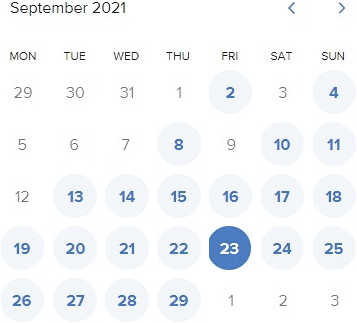 September 2021
MON TUE WED THU FRI SAT SUN
29 30 31 1 2 3 4
5 6 7 8 9 10 11
12 13 14 15 16 17 18
19 20 21 22 23 24 25
26 27 28 29 1 2 3